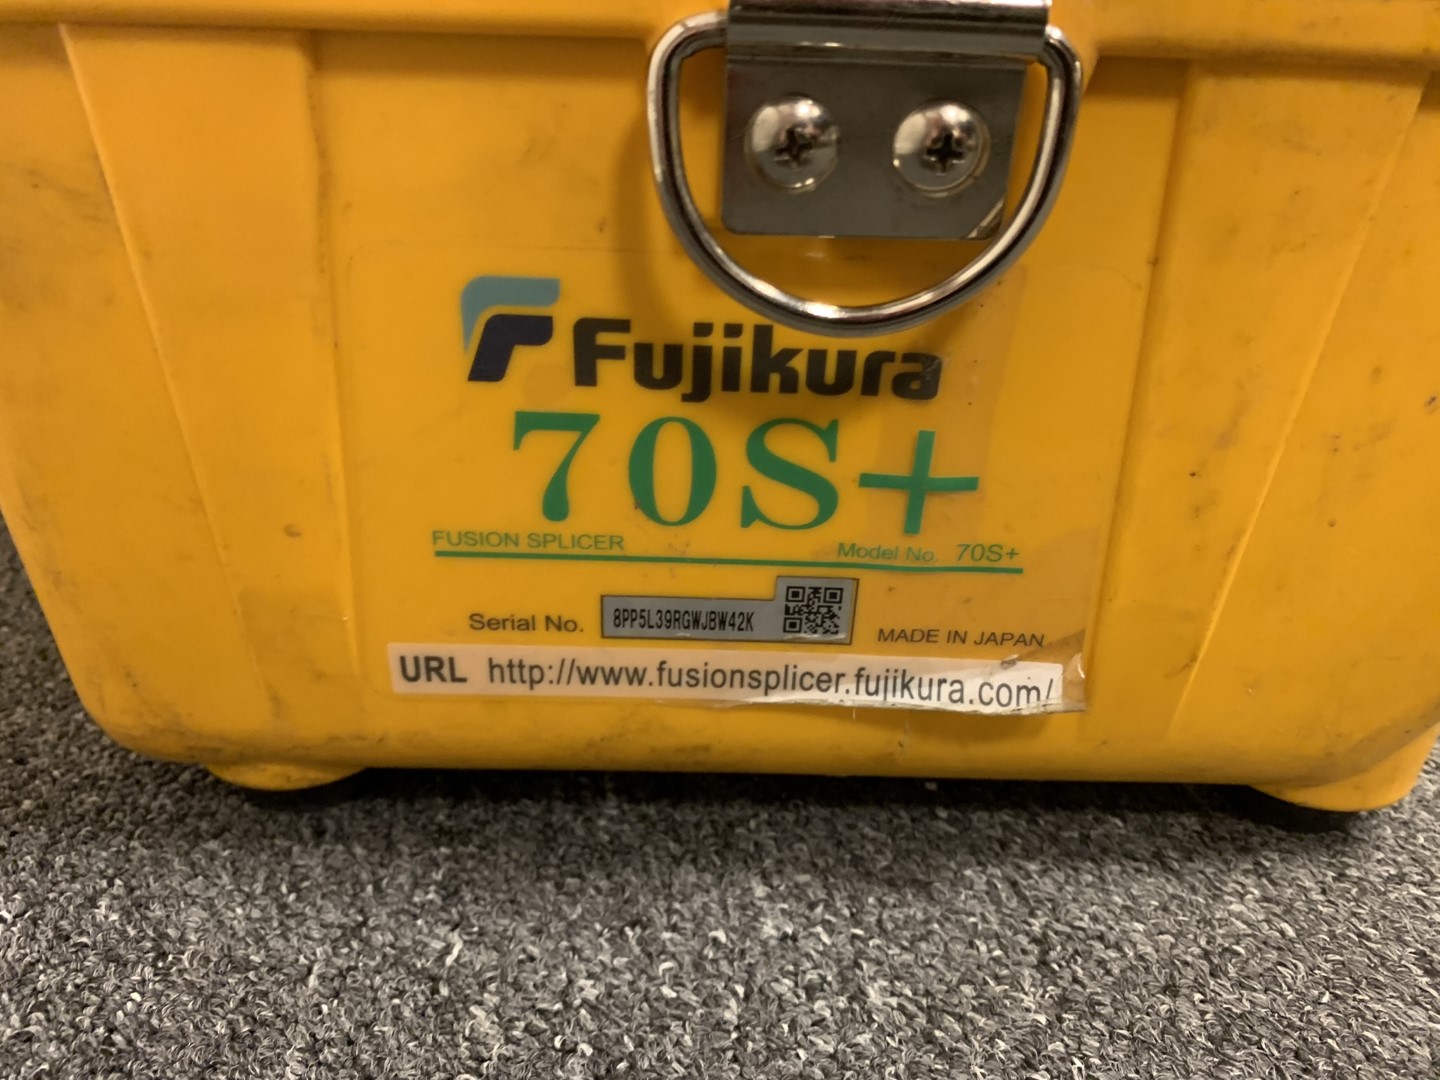 Fujikura
70S+
FUSION SPLICER Model No. 70S+
Serial No. 8PP5L39RGWJBW42K MADE IN JAPAN
URL http://www.fusionsplicer.fujikura.com/